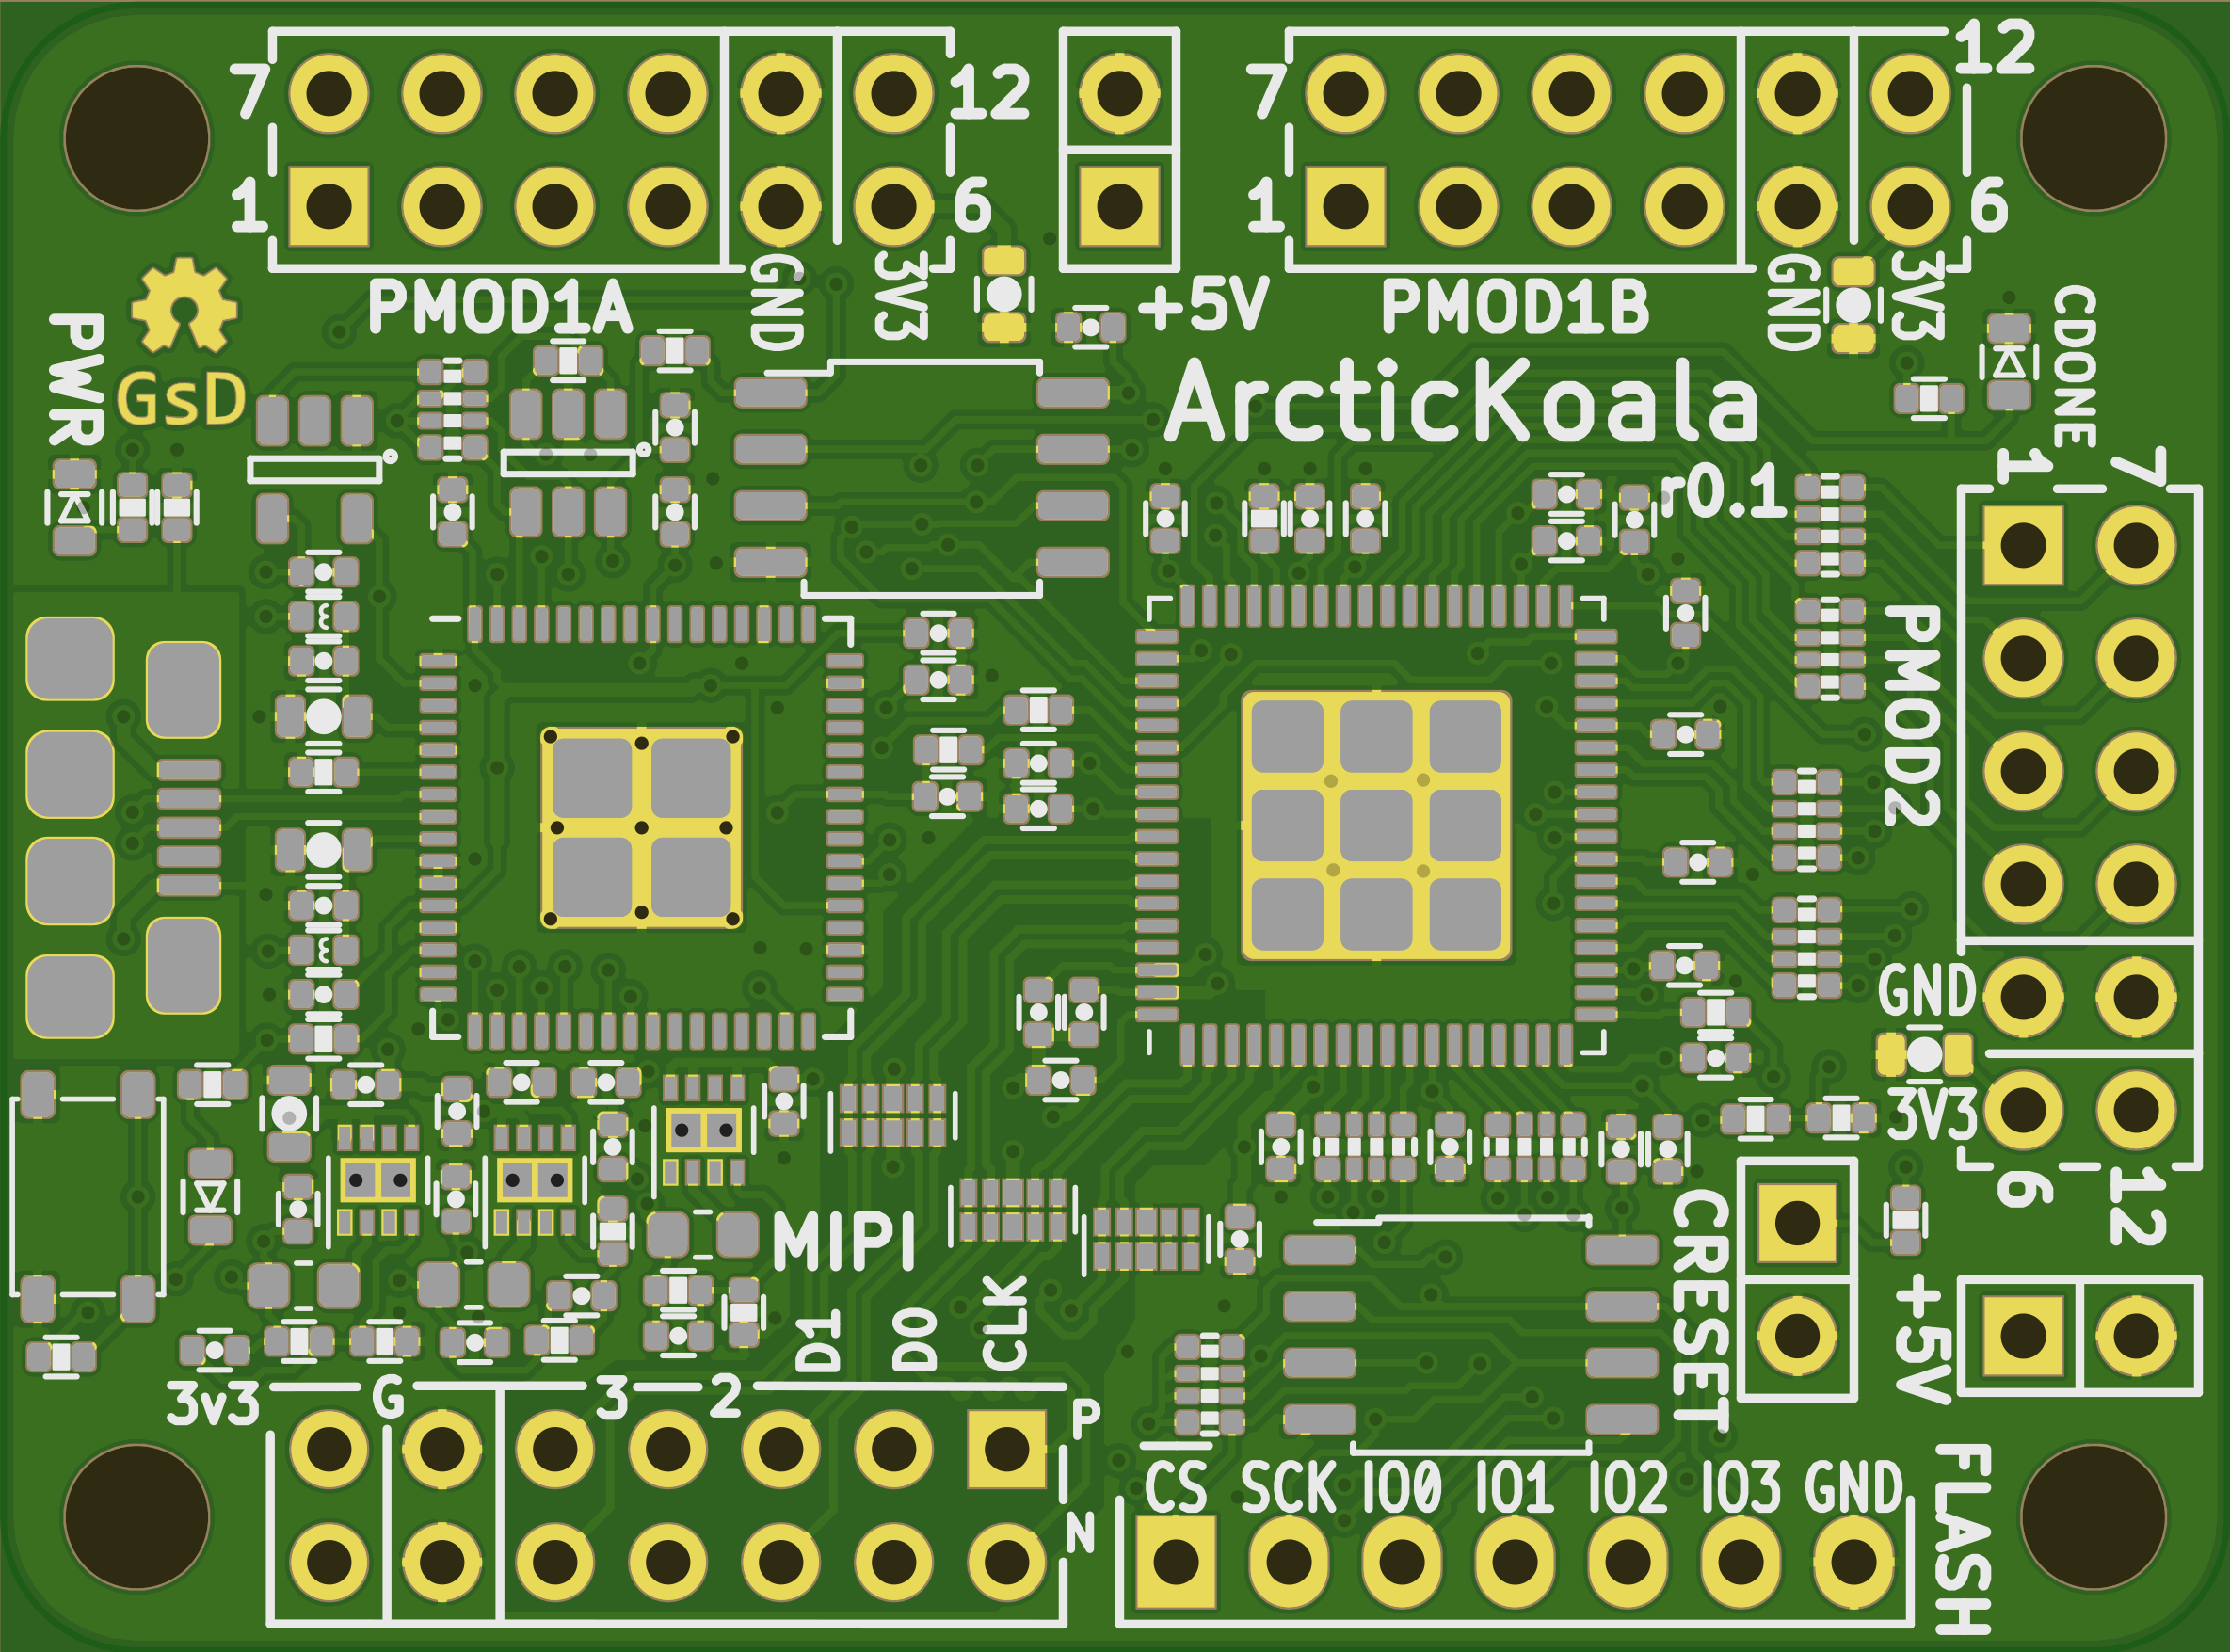 7
12
1
6
PMOD1A
GND
3V3
+5V
7
12
1
6
PMOD1B
GND
3V3
CDONE
PWR
GsD
ArcticKoala
r0.1
1
7
PMOD2
GND
3V3
6
12
MIPI
D1
D0
CLK
CRESET
+5V
3v3
G
3
2
P
N
CS
SCK
IO0
IO1
IO2
IO3
GND
FLASH